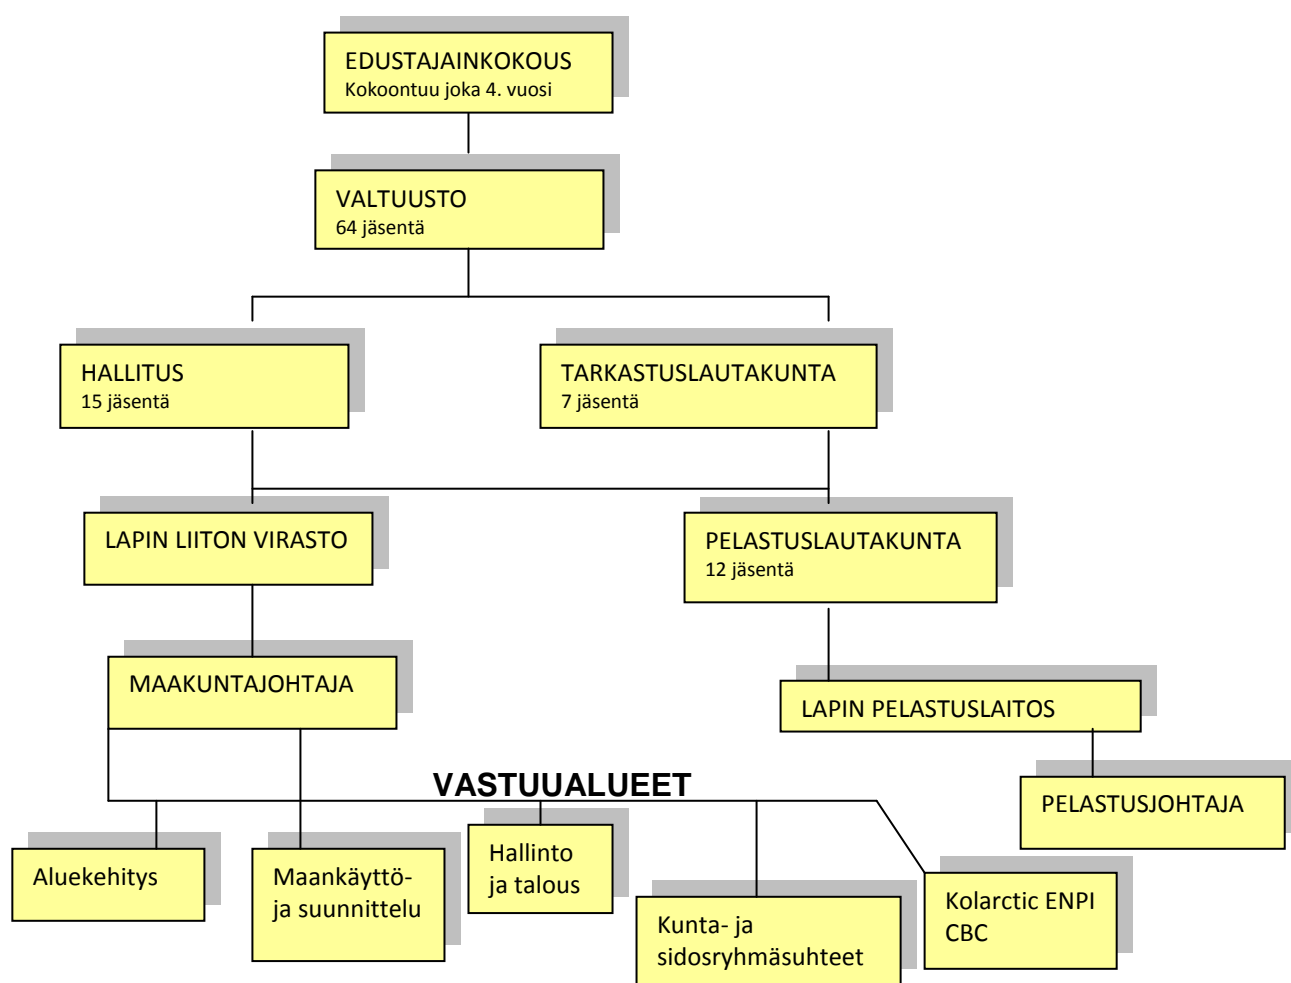 EDUSTAJAINKOKOUS
Kokoontuu joka 4. vuosi
VALTUUSTO
64 jäsentä
HALLITUS
15 jäsentä
TARKASTUSLAUTAKUNTA
7 jäsentä
LAPIN LIITON VIRASTO
PELASTUSLAUTAKUNTA
12 jäsentä
MAAKUNTAJOHTAJA
LAPIN PELASTUSLAITOS
PELASTUSJOHTAJA
VASTUUALUEET
Aluekehitys
Maankäyttö-
ja suunnittelu
Hallinto
ja talous
Kunta- ja
sidosryhmäsuhteet
Kolarctic ENPI
CBC